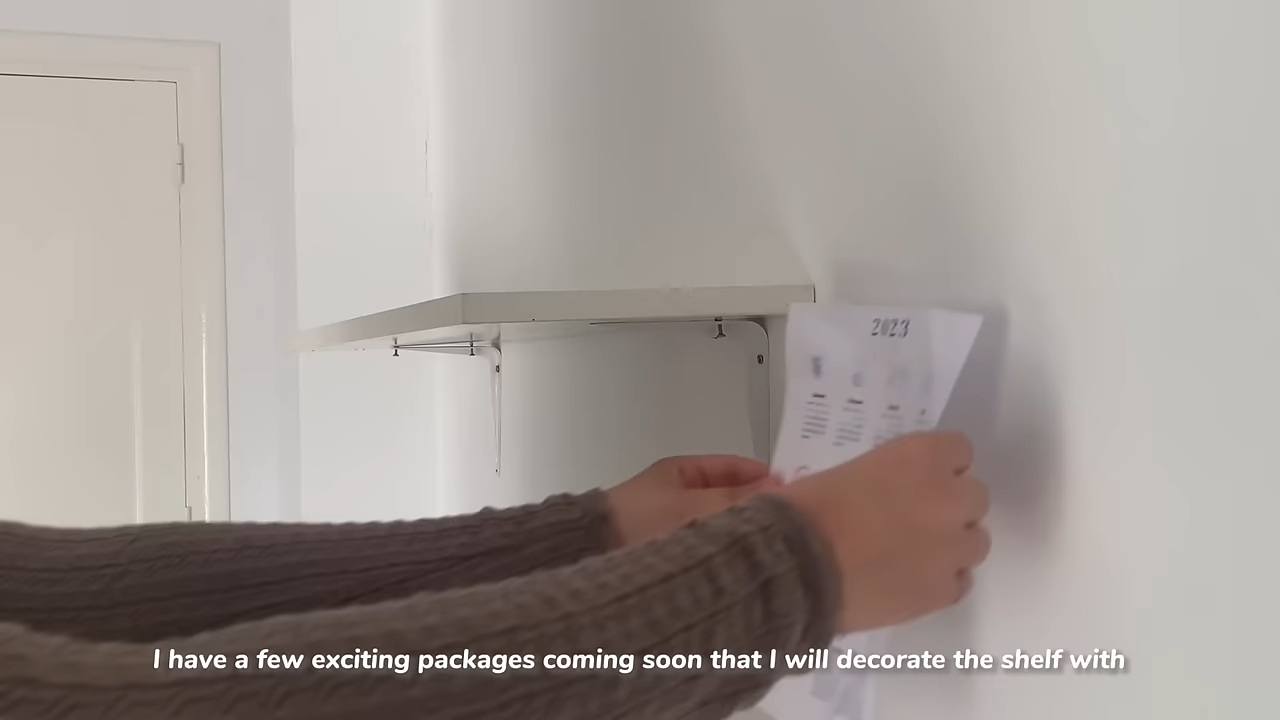 2023
I have a few exciting packages coming soon that I will decorate the shelf with